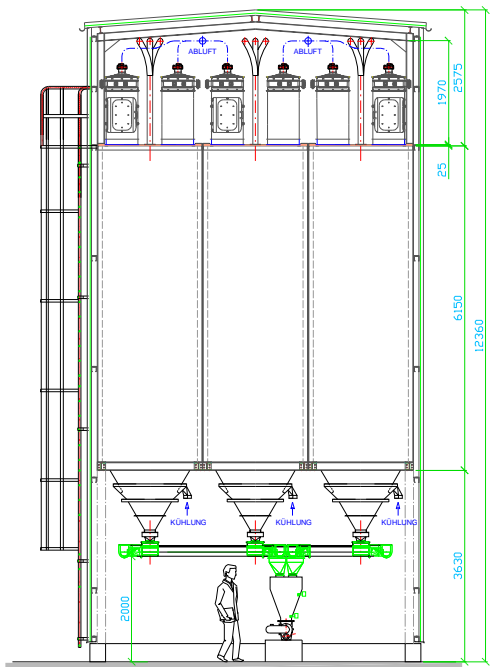 ABLUFT
ABLUFT
1970
2575
25
6150
12360
KÜHLUNG
KÜHLUNG
KÜHLUNG
3630
2000